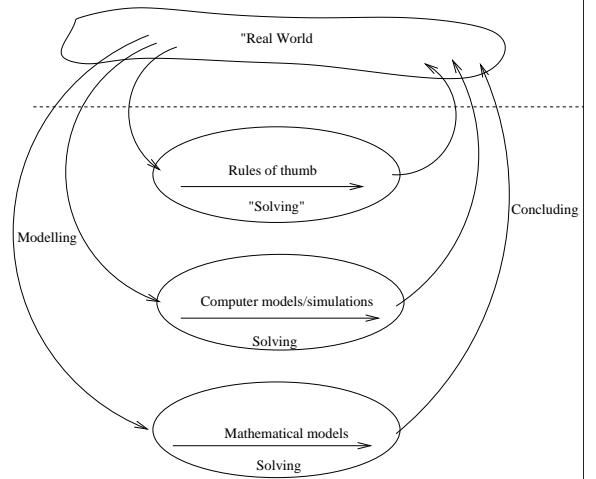 "Real World
Rules of thumb
"Solving"
Modelling
Concluding
Computer models/simulations
Solving
Mathematical models
Solving